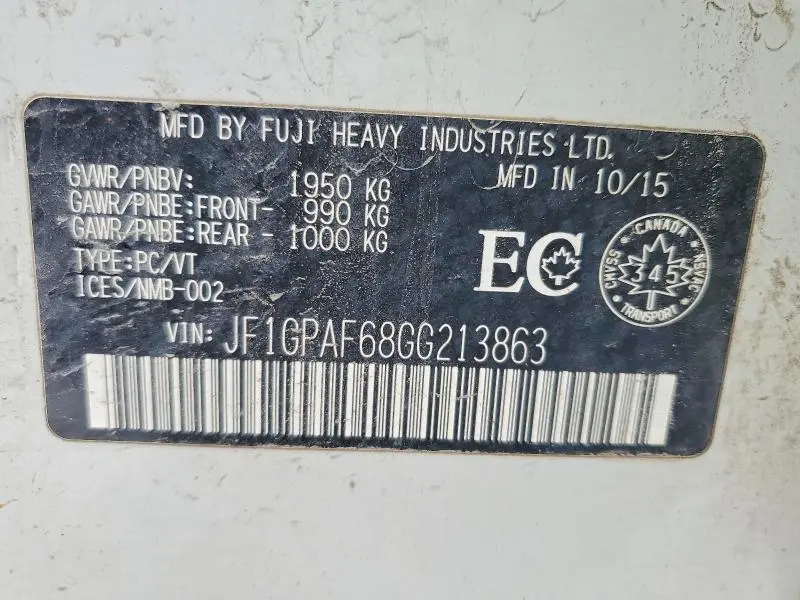 MFD BY FUJI HEAVY INDUSTRIES LTD.
GVWR/PNBV: 1950 KG MFD IN 10/15
GAWR/PNBE:FRONT- 990 KG
GAWR/PNBE:REAR - 1000 KG
TYPE:PC/VT
ICES/NMB-002
EC
CANADA
CMVSS 345 NSVAC
TRANSPORT
VIN: JF1GPAF68GG213863